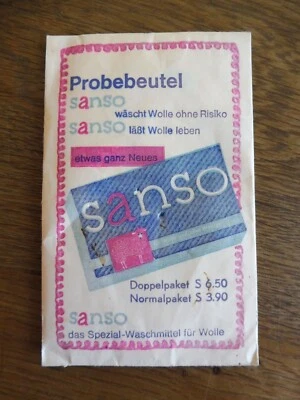 Probebeutel
sanso
wäscht Wolle ohne Risiko
sanso
läßt Wolle leben
etwas ganz Neues
sanso
Doppelpaket S 6.50
Normalpaket S 3.90
sanso
das Spezial-Waschmittel für Wolle